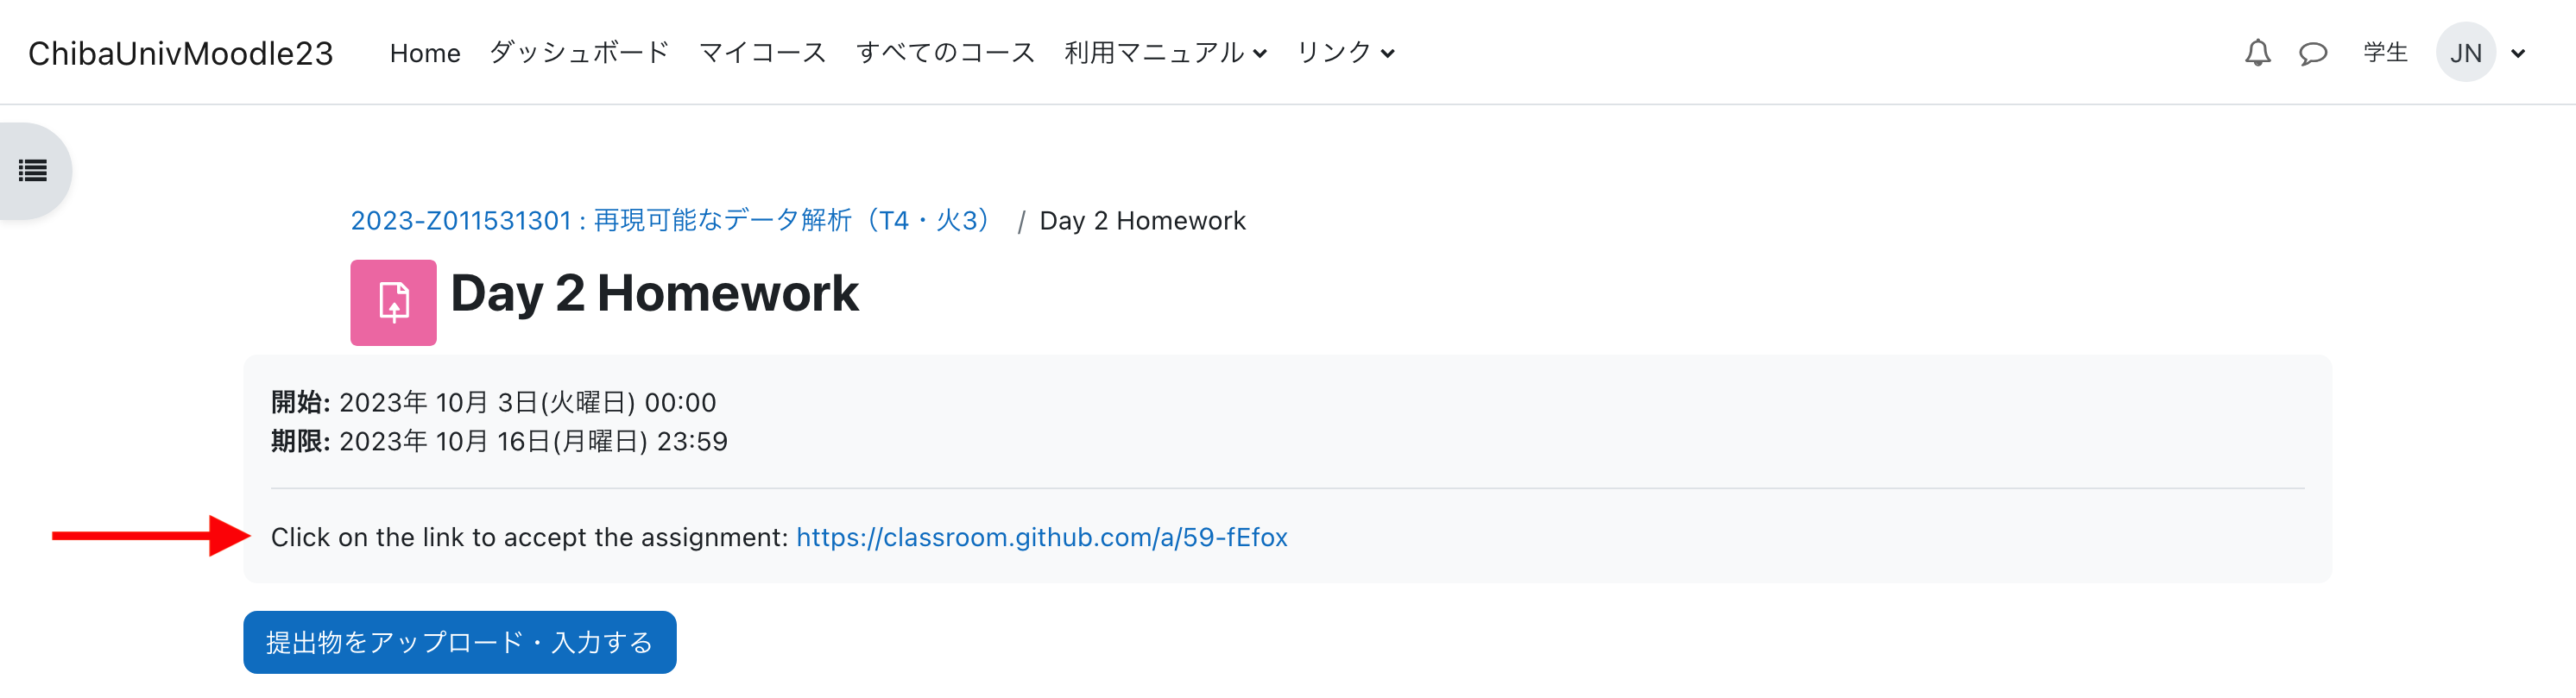 ChibaUnivMoodle23 Home ダッシュボード マイコース すべてのコース 利用マニュアル リンク 学生 JN
2023-Z011531301 : 再現可能なデータ解析（T4・火3） / Day 2 Homework
Day 2 Homework
開始: 2023年 10月 3日(火曜日) 00:00
期限: 2023年 10月 16日(月曜日) 23:59
Click on the link to accept the assignment: https://classroom.github.com/a/59-fEfox
提出物をアップロード・入力する